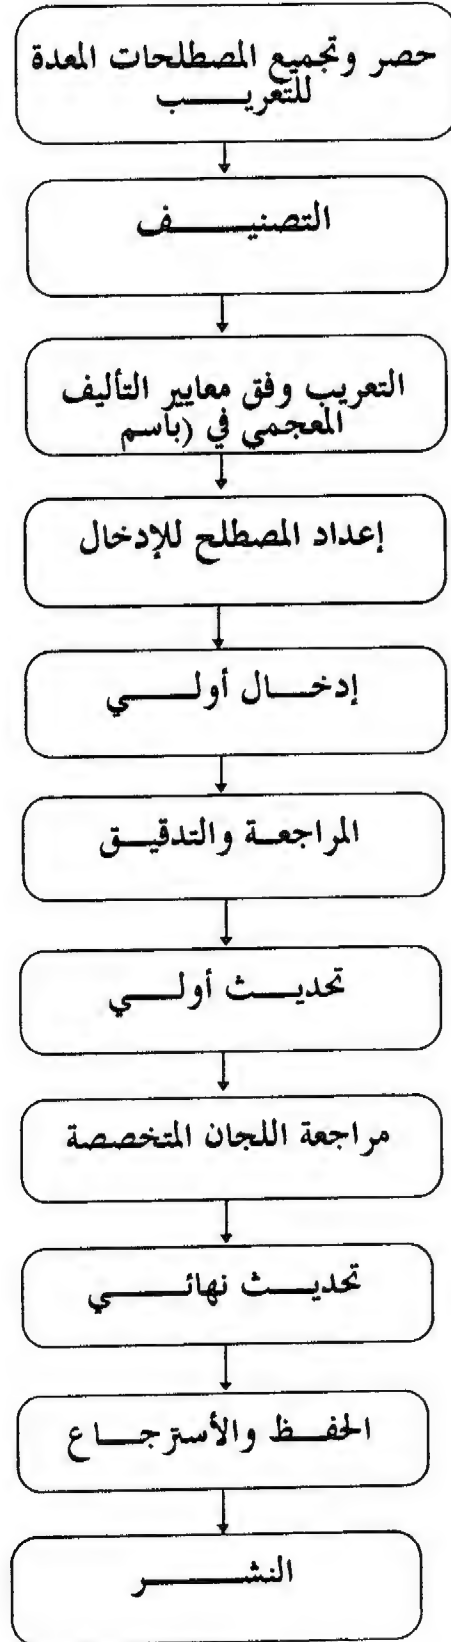 حصر وتجميع المصطلحات المعدة
للتعريب
التصنيف
التعريب وفق معايير التأليف
المعجمي في (باسم
إعداد المصطلح للإدخال
إدخال أولي
المراجعة والتدقيق
تحديث أولي
مراجعة اللجان المتخصصة
تحديث نهائي
الحفظ والأسترجاع
النشر